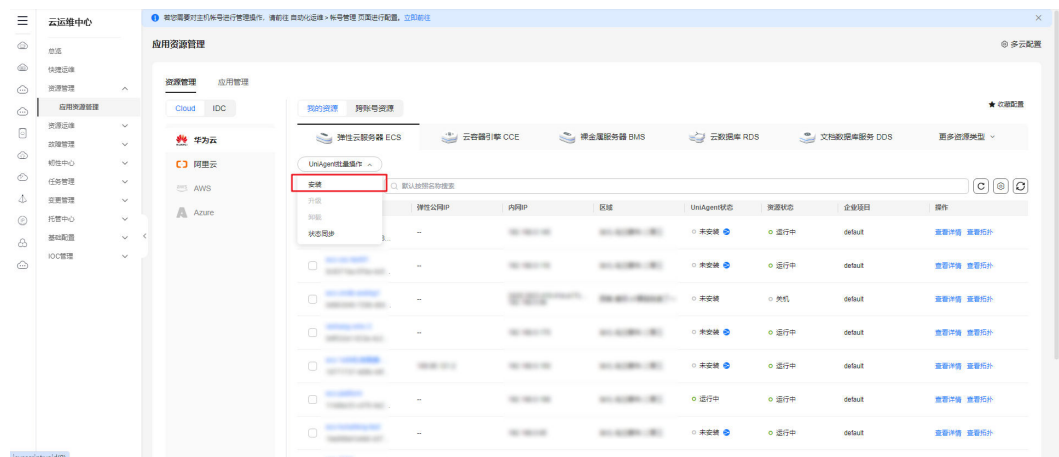 云运维中心
若您需要对主机帐号进行管理操作，请前往 自动化运维 > 帐号管理 页面进行配置。 立即前往
总览
快捷运维
资源管理
应用资源管理
资源运维
故障管理
韧性中心
任务管理
变更管理
托管中心
基础配置
IOC管理
应用资源管理
多云配置
资源管理 应用管理
Cloud IDC
华为云
阿里云
AWS
Azure
我的资源 跨账号资源
收藏配置
弹性云服务器 ECS 云容器引擎 CCE 裸金属服务器 BMS 云数据库 RDS 文档数据库服务 DDS 更多资源类型
UniAgent批量操作
安装
升级
卸载
状态同步
默认按照名称搜索
弹性公网IP 内网IP 区域 UniAgent状态 资源状态 企业项目 操作
-- 未安装 运行中 default 查看详情 查看拓扑
-- 未安装 运行中 default 查看详情 查看拓扑
-- 未安装 关机 default 查看详情 查看拓扑
-- 未安装 运行中 default 查看详情 查看拓扑
未安装 运行中 default 查看详情 查看拓扑
-- 运行中 运行中 default 查看详情 查看拓扑
-- 未安装 运行中 default 查看详情 查看拓扑